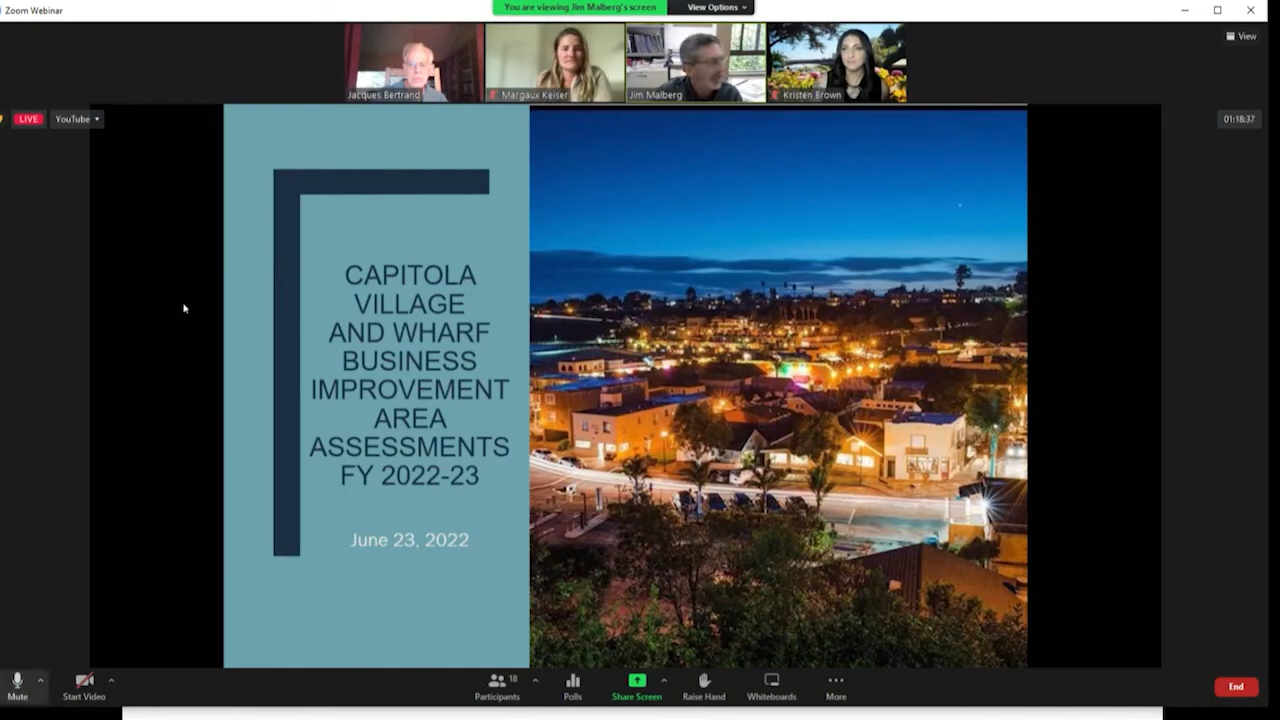 Zoom Webinar
You are viewing Jim Malberg's screen
View Options
View
Jacques Bertrand
Margaux Keiser
Jim Malberg
Kristen Brown
LIVE
YouTube
01:18:37
CAPITOLA
VILLAGE
AND WHARF
BUSINESS
IMPROVEMENT
AREA
ASSESSMENTS
FY 2022-23
June 23, 2022
Mute
Start Video
18
Participants
Polls
Share Screen
Raise Hand
Whiteboards
More
End